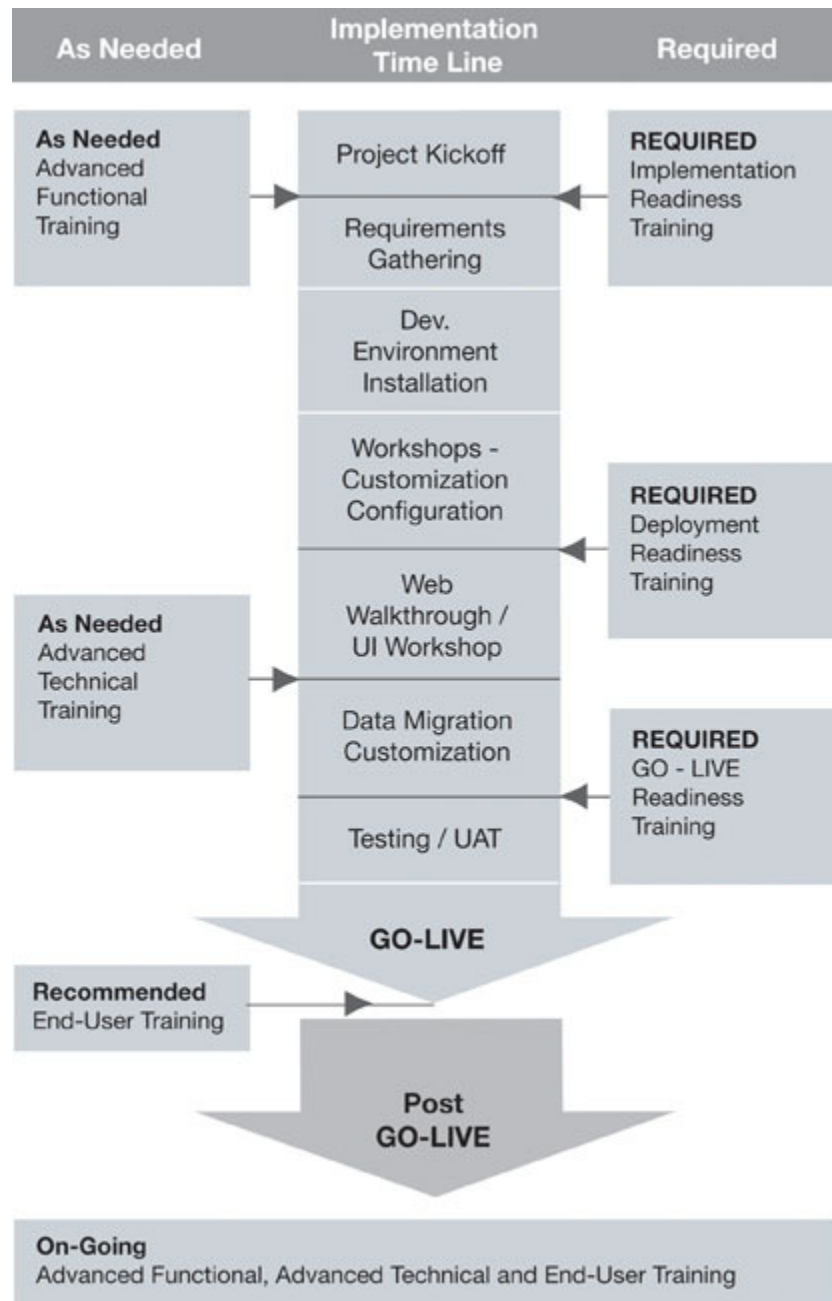 As Needed
Implementation
Time Line
Required
As Needed
Advanced
Functional
Training
Project Kickoff
REQUIRED
Implementation
Readiness
Training
Requirements
Gathering
Dev.
Environment
Installation
Workshops -
Customization
Configuration
REQUIRED
Deployment
Readiness
Training
Web
Walkthrough /
UI Workshop
As Needed
Advanced
Technical
Training
Data Migration
Customization
REQUIRED
GO - LIVE
Readiness
Training
Testing / UAT
GO-LIVE
Recommended
End-User Training
Post
GO-LIVE
On-Going
Advanced Functional, Advanced Technical and End-User Training